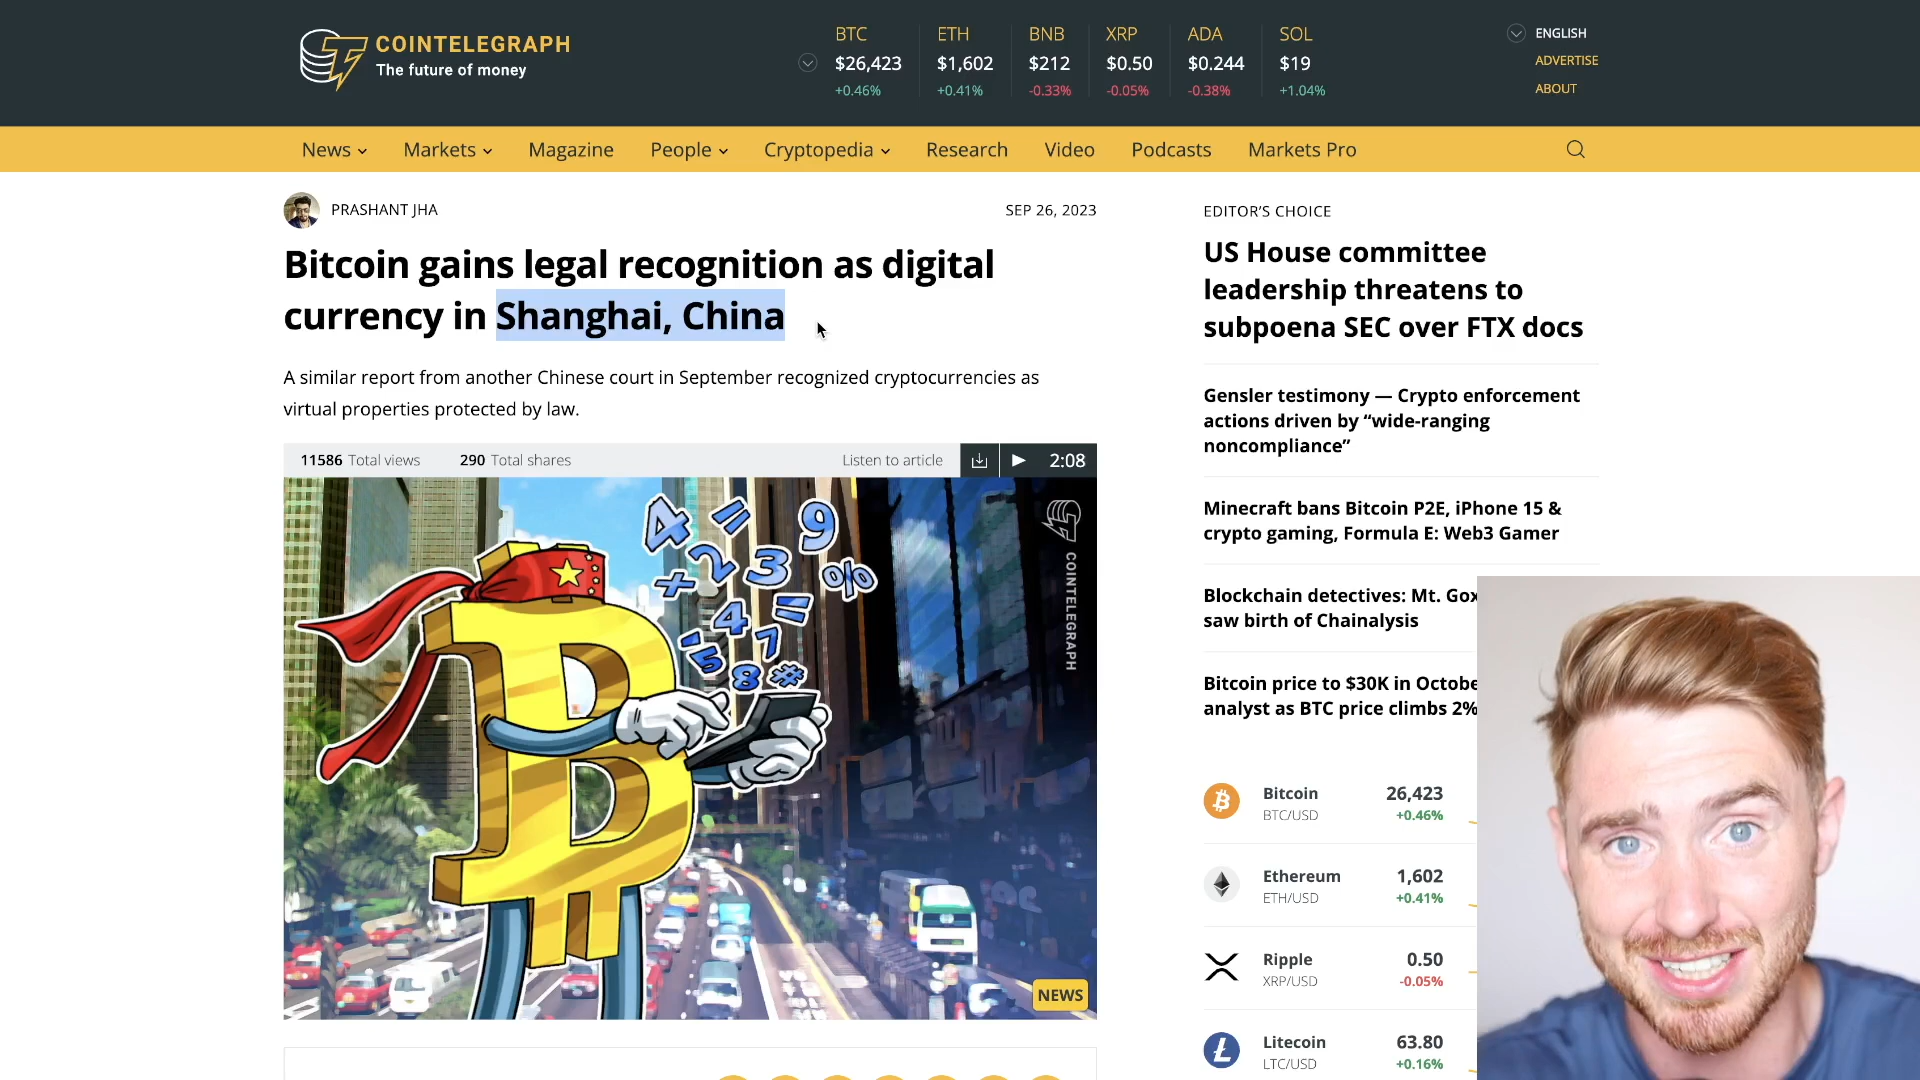 COINTELEGRAPH
The future of money
BTC
$26,423
+0.46%
ETH
$1,602
+0.41%
BNB
$212
-0.33%
XRP
$0.50
-0.05%
ADA
$0.244
-0.38%
SOL
$19
+1.04%
ENGLISH
ADVERTISE
ABOUT
News Markets Magazine People Cryptopedia Research Video Podcasts Markets Pro
PRASHANT JHA
SEP 26, 2023
Bitcoin gains legal recognition as digital
currency in Shanghai, China
A similar report from another Chinese court in September recognized cryptocurrencies as
virtual properties protected by law.
11586 Total views 290 Total shares Listen to article 2:08
4 = 9
+ 2 3 %
4 =
5 7
8 #
COINTELEGRAPH
NEWS
EDITOR'S CHOICE
US House committee
leadership threatens to
subpoena SEC over FTX docs
Gensler testimony — Crypto enforcement
actions driven by “wide-ranging
noncompliance”
Minecraft bans Bitcoin P2E, iPhone 15 &
crypto gaming, Formula E: Web3 Gamer
Blockchain detectives: Mt. Gox
saw birth of Chainalysis
Bitcoin price to $30K in Octobe
analyst as BTC price climbs 2%
Bitcoin 26,423
BTC/USD +0.46%
Ethereum 1,602
ETH/USD +0.41%
Ripple 0.50
XRP/USD -0.05%
Litecoin 63.80
LTC/USD +0.16%